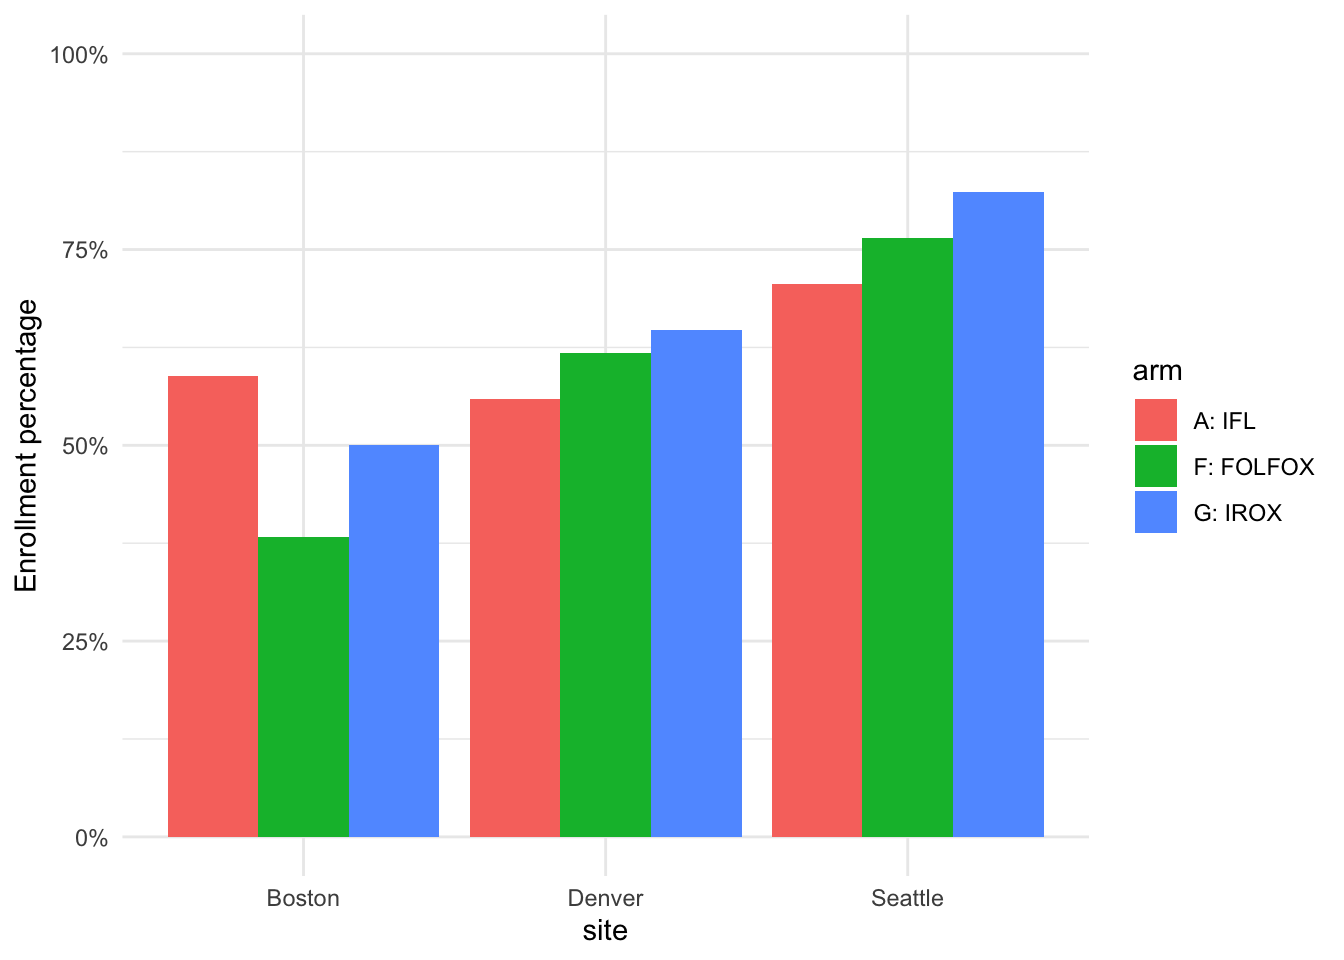 100%
75%
50%
25%
0%
Enrollment percentage
Boston
Denver
Seattle
site
arm
A: IFL
F: FOLFOX
G: IROX